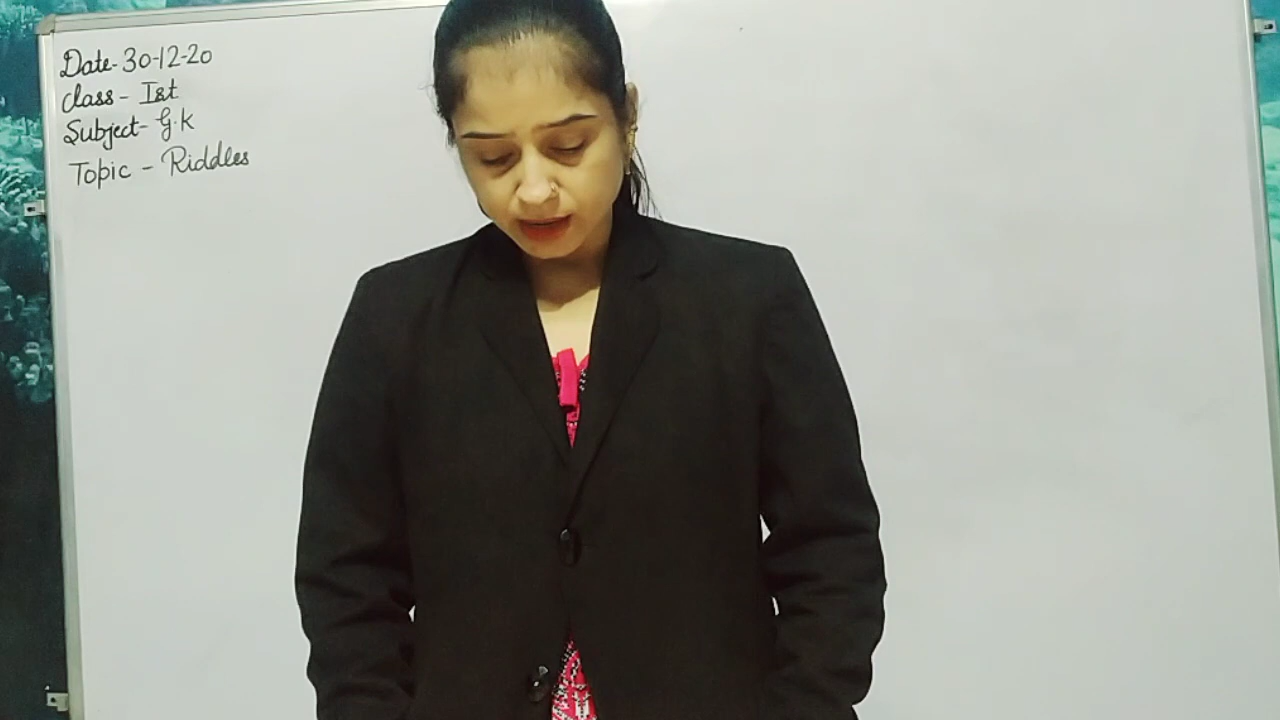 Date- 30-12-20
Class - Ist
Subject- G.K
Topic - Riddles